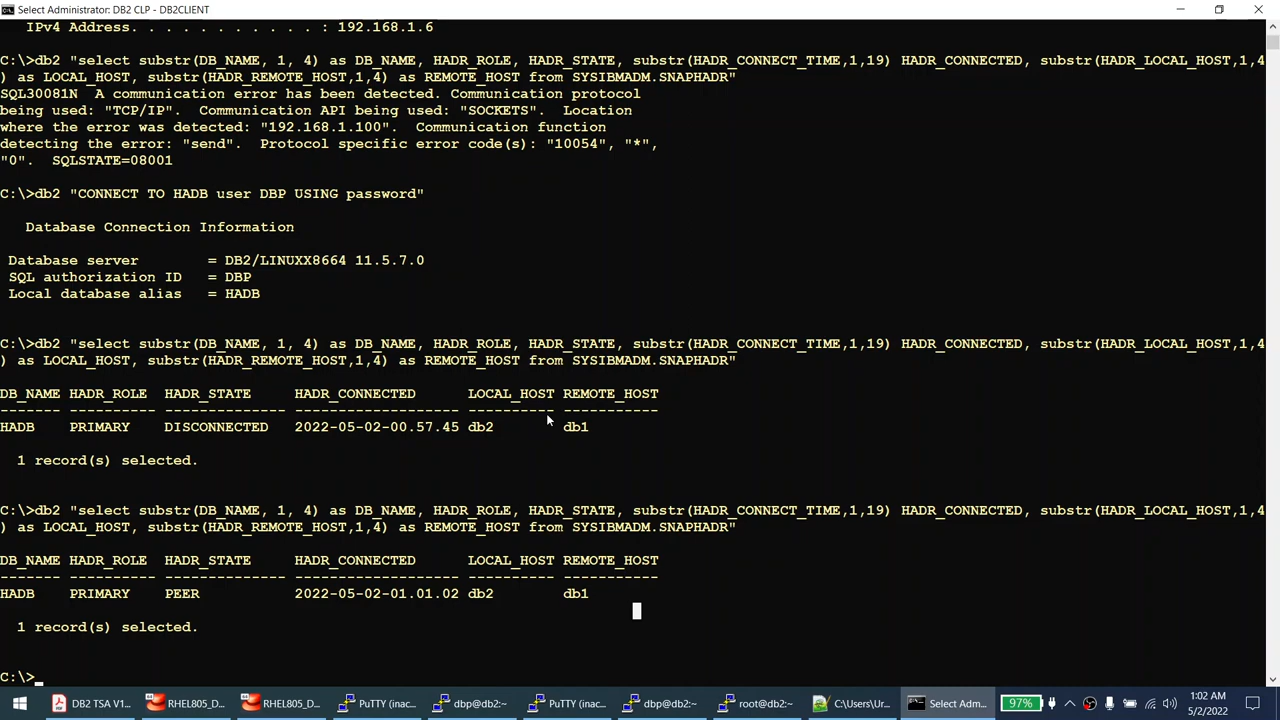 Select Administrator: DB2 CLP - DB2CLIENT
IPv4 Address. . . . . . . . . . . : 192.168.1.6
C:\>db2 "select substr(DB_NAME, 1, 4) as DB_NAME, HADR_ROLE, HADR_STATE, substr(HADR_CONNECT_TIME,1,19) HADR_CONNECTED, substr(HADR_LOCAL_HOST,1,4
) as LOCAL_HOST, substr(HADR_REMOTE_HOST,1,4) as REMOTE_HOST from SYSIBMADM.SNAPHADR"
SQL30081N  A communication error has been detected. Communication protocol
being used: "TCP/IP".  Communication API being used: "SOCKETS".  Location
where the error was detected: "192.168.1.100".  Communication function
detecting the error: "send".  Protocol specific error code(s): "10054", "*",
"0".  SQLSTATE=08001
C:\>db2 "CONNECT TO HADB user DBP USING password"
Database Connection Information
Database server        = DB2/LINUXX8664 11.5.7.0
SQL authorization ID   = DBP
Local database alias   = HADB
C:\>db2 "select substr(DB_NAME, 1, 4) as DB_NAME, HADR_ROLE, HADR_STATE, substr(HADR_CONNECT_TIME,1,19) HADR_CONNECTED, substr(HADR_LOCAL_HOST,1,4
) as LOCAL_HOST, substr(HADR_REMOTE_HOST,1,4) as REMOTE_HOST from SYSIBMADM.SNAPHADR"
DB_NAME HADR_ROLE  HADR_STATE     HADR_CONNECTED      LOCAL_HOST REMOTE_HOST
------- ---------- -------------- ------------------- ---------- -----------
HADB    PRIMARY    DISCONNECTED   2022-05-02-00.57.45 db2        db1
1 record(s) selected.
C:\>db2 "select substr(DB_NAME, 1, 4) as DB_NAME, HADR_ROLE, HADR_STATE, substr(HADR_CONNECT_TIME,1,19) HADR_CONNECTED, substr(HADR_LOCAL_HOST,1,4
) as LOCAL_HOST, substr(HADR_REMOTE_HOST,1,4) as REMOTE_HOST from SYSIBMADM.SNAPHADR"
DB_NAME HADR_ROLE  HADR_STATE     HADR_CONNECTED      LOCAL_HOST REMOTE_HOST
------- ---------- -------------- ------------------- ---------- -----------
HADB    PRIMARY    PEER           2022-05-02-01.01.02 db2        db1
1 record(s) selected.
C:\>
DB2 TSA V1... RHEL805_D... RHEL805_D... PuTTY (inac... dbp@db2:~ PuTTY (inac... dbp@db2:~ root@db2:~ C:\Users\Ur... Select Adm... 97% 1:02 AM
5/2/2022